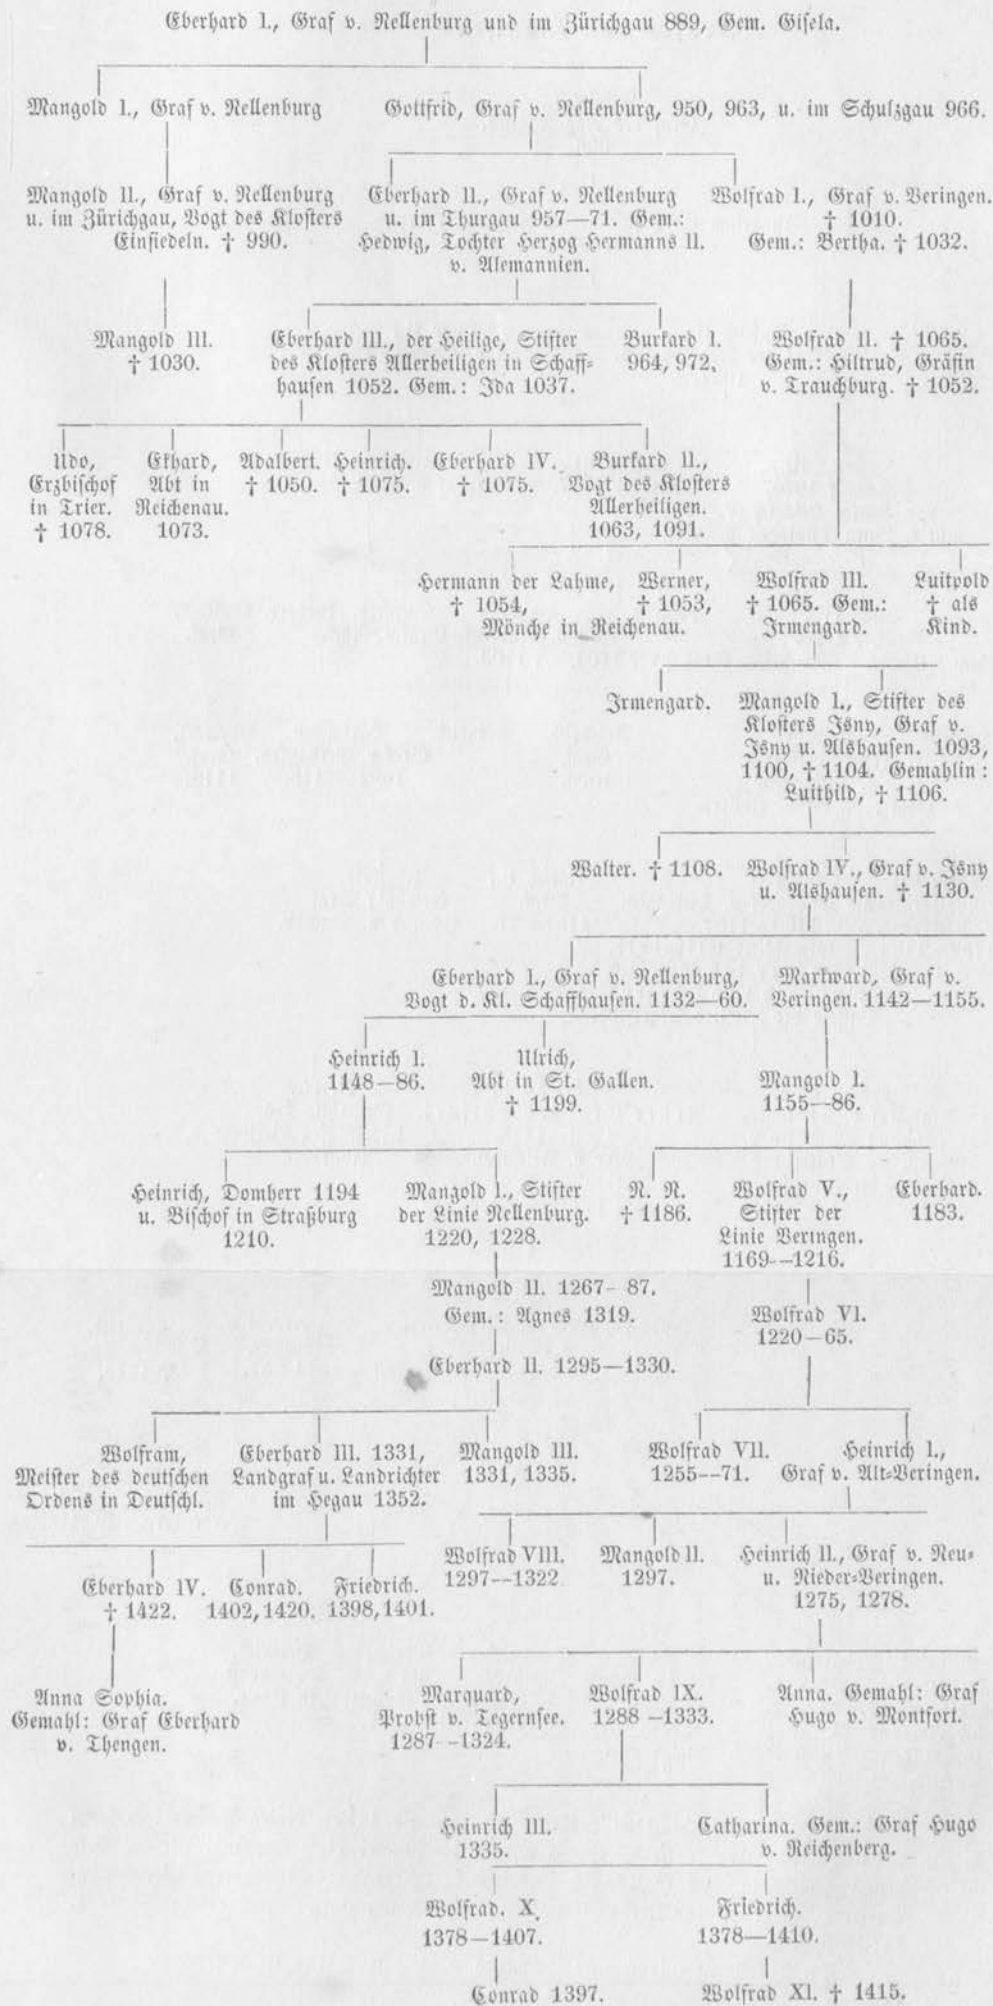 Eberhard I., Graf v. Nellenburg und im Zürichgau 889, Gem. Gisela.
Mangold I., Graf v. Nellenburg
Gottfrid, Graf v. Nellenburg, 950, 963, u. im Schulzgau 966.
Mangold II., Graf v. Nellenburg
u. im Zürichgau, Vogt des Klosters
Einsiedeln. † 990.
Eberhard II., Graf v. Nellenburg
u. im Thurgau 957—71. Gem.:
Hedwig, Tochter Herzog Hermanns II.
v. Alemannien.
Wolfrad I., Graf v. Veringen.
† 1010.
Gem.: Bertha. † 1032.
Mangold III.
† 1030.
Eberhard III., der Heilige, Stifter
des Klosters Allerheiligen in Schaff-
hausen 1052. Gem.: Ida 1037.
Burkard I.
964, 972.
Wolfrad II. † 1065.
Gem.: Hiltrud, Gräfin
v. Trauchburg. † 1052.
Udo,
Erzbischof
in Trier.
† 1078.
Ekhard,
Abt in
Reichenau.
1073.
Adalbert.
† 1050.
Heinrich.
† 1075.
Eberhard IV.
† 1075.
Burkard II.,
Vogt des Klosters
Allerheiligen.
1063, 1091.
Hermann der Lahme,
† 1054,
Werner,
† 1053,
Mönche in Reichenau.
Wolfrad III.
† 1065. Gem.:
Irmengard.
Luitpold
† als
Kind.
Irmengard.
Mangold I., Stifter des
Klosters Isny, Graf v.
Isny u. Alshausen. 1093,
1100, † 1104. Gemahlin:
Luithild, † 1106.
Walter. † 1108.
Wolfrad IV., Graf v. Isny
u. Alshausen. † 1130.
Eberhard I., Graf v. Nellenburg,
Vogt d. Kl. Schaffhausen. 1132—60.
Markward, Graf v.
Veringen. 1142—1155.
Heinrich I.
1148—86.
Ulrich,
Abt in St. Gallen.
† 1199.
Mangold I.
1155—86.
Heinrich, Domherr 1194
u. Bischof in Straßburg
1210.
Mangold I., Stifter
der Linie Nellenburg.
1220, 1228.
N. N.
† 1186.
Wolfrad V.,
Stifter der
Linie Veringen.
1169—1216.
Eberhard.
1183.
Mangold II. 1267—87.
Gem.: Agnes 1319.
Wolfrad VI.
1220—65.
Eberhard II. 1295—1330.
Wolfram,
Meister des deutschen
Ordens in Deutschl.
Eberhard III. 1331,
Landgraf u. Landrichter
im Hegau 1352.
Mangold III.
1331, 1335.
Wolfrad VII.
1255—71.
Heinrich I.,
Graf v. Alt-Veringen.
Eberhard IV.
† 1422.
Conrad.
1402, 1420.
Friedrich.
1398, 1401.
Wolfrad VIII.
1297—1322
Mangold II.
1297.
Heinrich II., Graf v. Neu-
u. Nieder-Veringen.
1275, 1278.
Anna Sophia.
Gemahl: Graf Eberhard
v. Thengen.
Marquard,
Probst v. Tegernsee.
1287—1324.
Wolfrad IX.
1288—1333.
Anna. Gemahl: Graf
Hugo v. Montfort.
Heinrich III.
1335.
Catharina. Gem.: Graf Hugo
v. Reichenberg.
Wolfrad. X.
1378—1407.
Friedrich.
1378—1410.
Conrad 1397.
Wolfrad XI. † 1415.